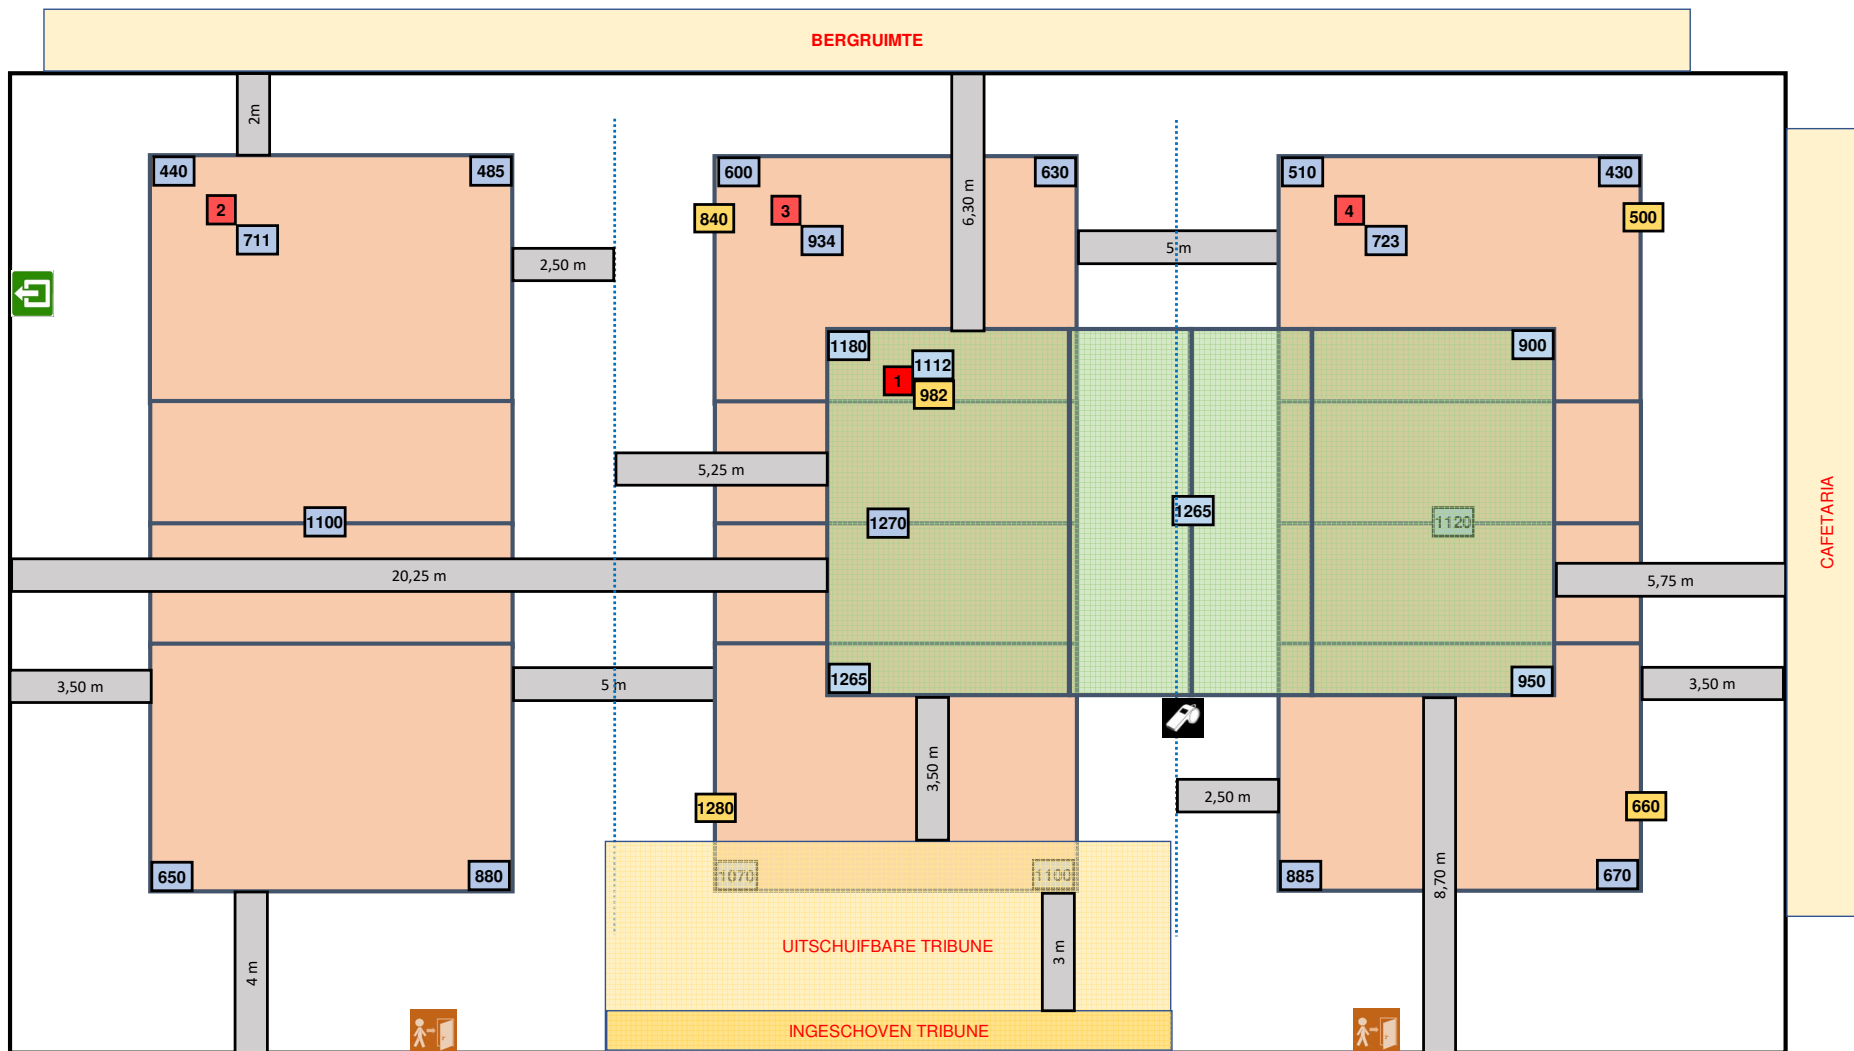 BERGRUIMTE
2m
440
485
600
630
510
430
2
711
840
3
934
6,30 m
4
723
500
2,50 m
5 m
1180
1112
900
1
982
5,25 m
1100
1270
1265
1120
CAFETARIA
20,25 m
5,75 m
3,50 m
5 m
1265
950
3,50 m
3,50 m
2,50 m
1280
660
650
880
1070
1100
885
8,70 m
670
UITSCHUIFBARE TRIBUNE
4 m
3 m
INGESCHOVEN TRIBUNE